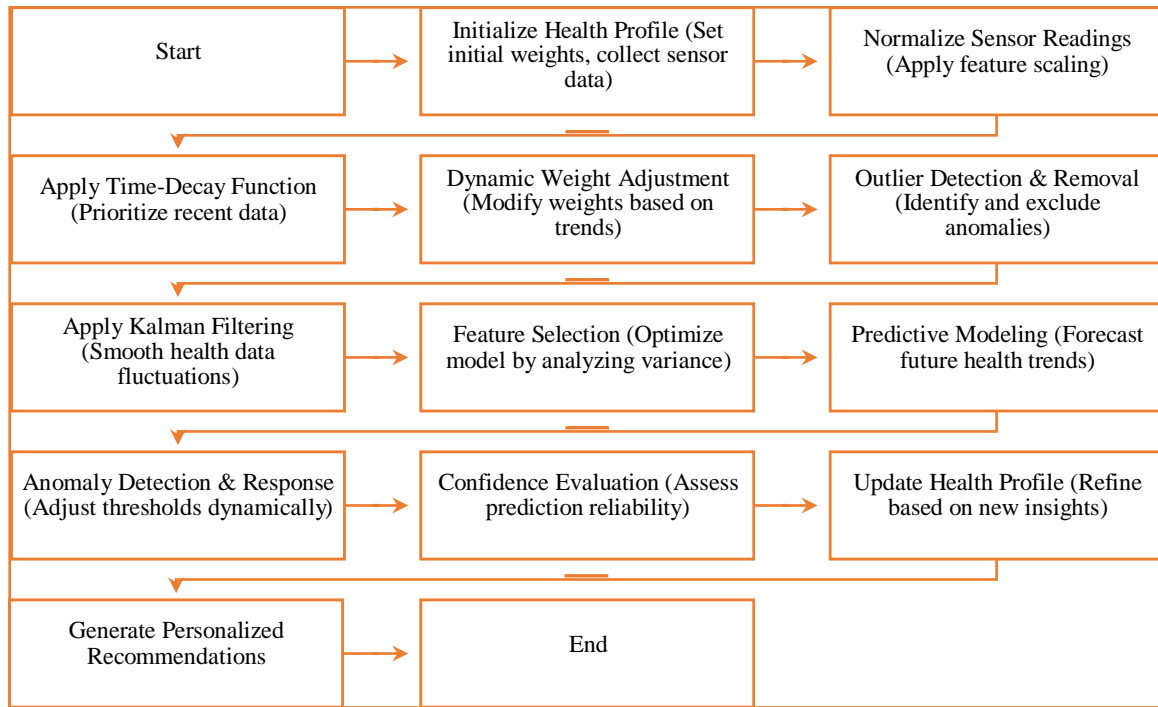 Start
Initialize Health Profile (Set
initial weights, collect sensor
data)
Normalize Sensor Readings
(Apply feature scaling)
Apply Time-Decay Function
(Prioritize recent data)
Dynamic Weight Adjustment
(Modify weights based on
trends)
Outlier Detection & Removal
(Identify and exclude
anomalies)
Apply Kalman Filtering
(Smooth health data
fluctuations)
Feature Selection (Optimize
model by analyzing variance)
Predictive Modeling (Forecast
future health trends)
Anomaly Detection & Response
(Adjust thresholds dynamically)
Confidence Evaluation (Assess
prediction reliability)
Update Health Profile (Refine
based on new insights)
Generate Personalized
Recommendations
End